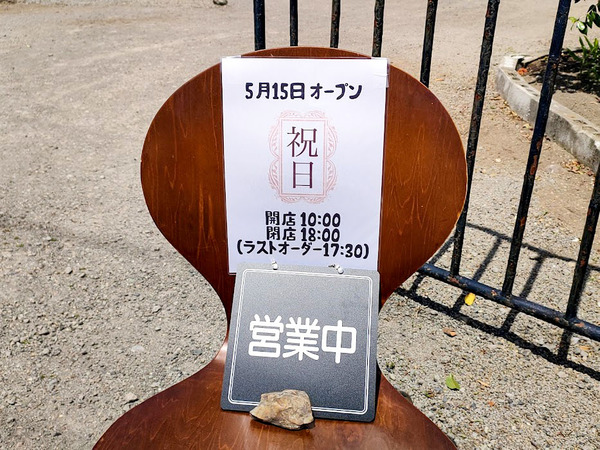 5月15日 オープン
祝日
開店 10:00
閉店 18:00
(ラストオーダー17:30)
営業中